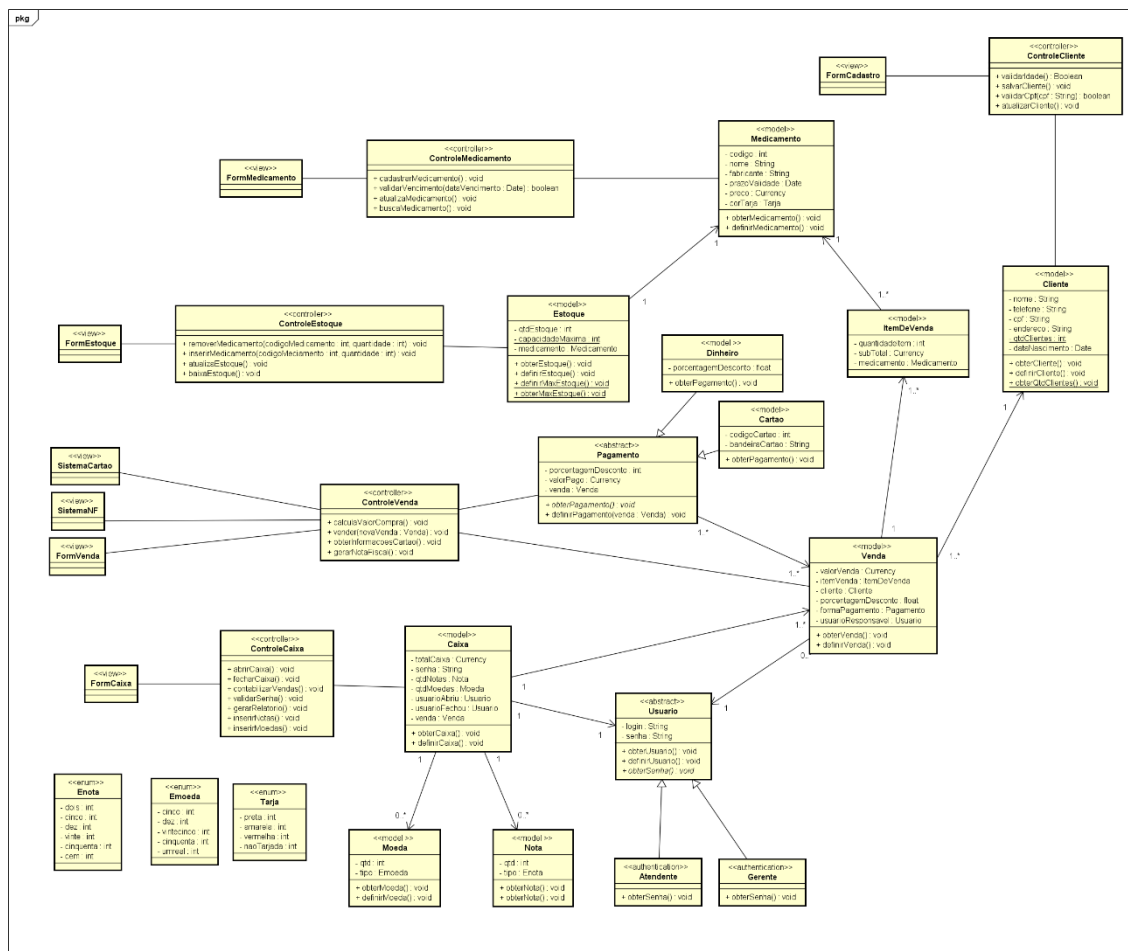 pkg
<<controller>>
ControleCliente
+ validarIdade() : Boolean
+ salvarCliente() : void
+ validarCpf(cpf : String) : boolean
+ atualizarCliente() : void
<<view>>
FormCadastro
<<model>>
Medicamento
- codigo : int
- nome : String
- fabricante : String
- prazoValidade : Date
- preco : Currency
- corTarja : Tarja
+ obterMedicamento() : void
+ definirMedicamento() : void
<<controller>>
ControleMedicamento
+ cadastrarMedicamento() : void
+ validarVencimento(dataVencimento : Date) : boolean
+ atualizaMedicamento() : void
+ buscaMedicamento() : void
<<view>>
FormMedicamento
1
1
1
1..*
<<model>>
Cliente
- nome : String
- telefone : String
- cpf : String
- endereco : String
- qtdClientes : int
- dataNascimento : Date
+ obterCliente() : void
+ definirCliente() : void
+ obterQtdClientes() : void
<<model>>
Estoque
- qtdEstoque : int
- capacidadeMaxima : int
- medicamento : Medicamento
+ obterEstoque() : void
+ definirEstoque() : void
+ definirMaxEstoque() : void
+ obterMaxEstoque() : void
<<controller>>
ControleEstoque
+ removerMedicamento(codigoMedicamento : int, quantidade : int) : void
+ inserirMedicamento(codigoMeciamento : int, quantidade : int) : void
+ atualizaEstoque() : void
+ baixaEstoque() : void
<<view>>
FormEstoque
<<model>>
ItemDeVenda
- quantidadeItem : int
- subTotal : Currency
- medicamento : Medicamento
1..*
1
<<model>>
Dinheiro
- porcentagemDesconto : float
+ obterPagamento() : void
<<model>>
Cartao
- codigoCartao : int
- bandeiraCartao : String
+ obterPagamento() : void
<<abstract>>
Pagamento
- porcentagemDesconto : int
- valorPago : Currency
- venda : Venda
+ obterPagamento() : void
+ definirPagamento(venda : Venda) : void
1..*
1..*
<<view>>
SistemaCartao
<<view>>
SistemaNF
<<view>>
FormVenda
<<controller>>
ControleVenda
+ calculaValorCompra() : void
+ vender(novaVenda : Venda) : void
+ obterInformacoesCartao() : void
+ gerarNotaFiscal() : void
1
1..*
<<model>>
Venda
- valorVenda : Currency
- itemVenda : ItemDeVenda
- cliente : Cliente
- porcentagemDesconto : float
- formaPagamento : Pagamento
- usuarioResponsavel : Usuario
+ obterVenda() : void
+ definirVenda() : void
1..*
<<controller>>
ControleCaixa
+ abrirCaixa() : void
+ fecharCaixa() : void
+ contabilizarVendas() : void
+ validarSenha() : void
+ gerarRelatorio() : void
+ inserirNotas() : void
+ inserirMoedas() : void
<<view>>
FormCaixa
<<model>>
Caixa
- totalCaixa : Currency
- senha : String
- qtdNotas : Nota
- qtdMoedas : Moeda
- usuarioAbriu : Usuario
- usuarioFechou : Usuario
- venda : Venda
+ obterCaixa() : void
+ definirCaixa() : void
1
1
1
1
1
1
<<abstract>>
Usuario
- login : String
- senha : String
+ obterUsuario() : void
+ definirUsuario() : void
+ obterSenha() : void
<<enum>>
Enota
- dois : int
- cinco : int
- dez : int
- vinte : int
- cinquenta : int
- cem : int
<<enum>>
Emoeda
- cinco : int
- dez : int
- vintecinco : int
- cinquenta : int
- umreal : int
<<enum>>
Tarja
- preta : int
- amarela : int
- vermelha : int
- naoTarjada : int
0..*
0..*
<<model>>
Moeda
- qtd : int
- tipo : Emoeda
+ obterMoeda() : void
+ definirMoeda() : void
<<model>>
Nota
- qtd : int
- tipo : Enota
+ obterNota() : void
+ obterNota() : void
<<authentication>>
Atendente
+ obterSenha() : void
<<authentication>>
Gerente
+ obterSenha() : void